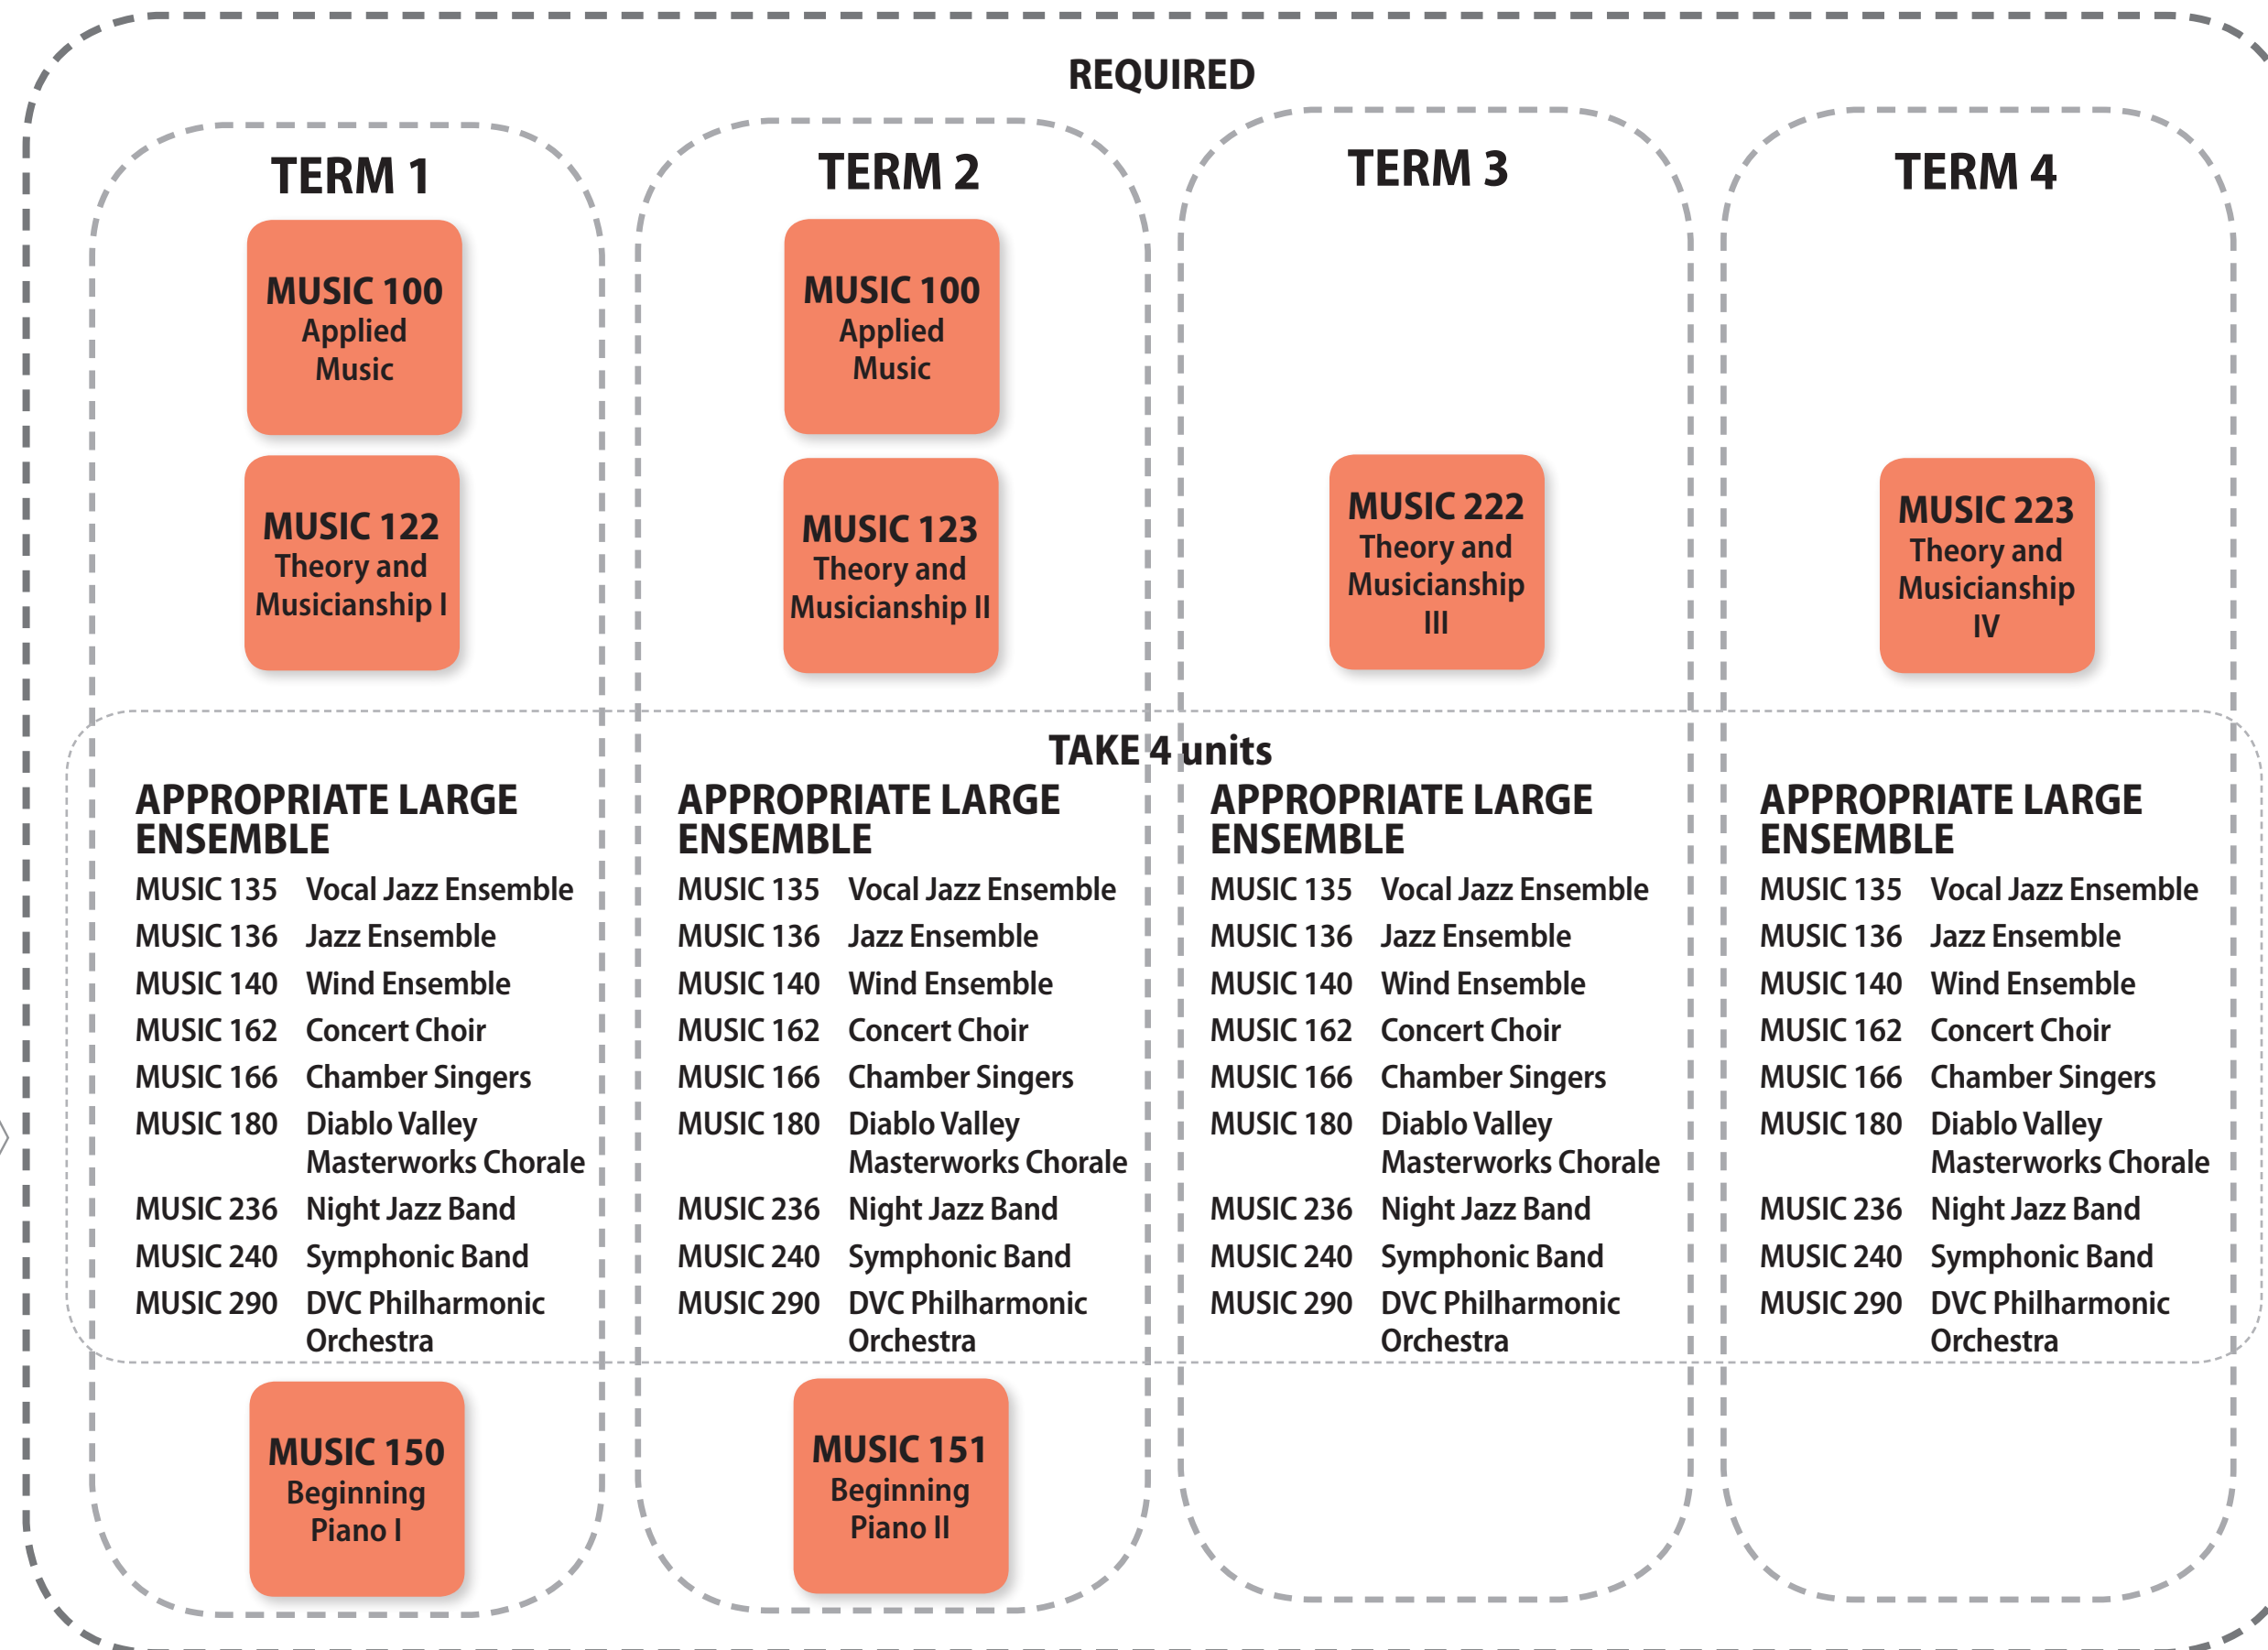 REQUIRED
TERM 1
MUSIC 100
Applied
Music
MUSIC 122
Theory and
Musicianship I
TERM 2
MUSIC 100
Applied
Music
MUSIC 123
Theory and
Musicianship II
TERM 3
MUSIC 222
Theory and
Musicianship
III
TERM 4
MUSIC 223
Theory and
Musicianship
IV
TAKE 4 units
APPROPRIATE LARGE
ENSEMBLE
MUSIC 135 Vocal Jazz Ensemble
MUSIC 136 Jazz Ensemble
MUSIC 140 Wind Ensemble
MUSIC 162 Concert Choir
MUSIC 166 Chamber Singers
MUSIC 180 Diablo Valley
Masterworks Chorale
MUSIC 236 Night Jazz Band
MUSIC 240 Symphonic Band
MUSIC 290 DVC Philharmonic
Orchestra
APPROPRIATE LARGE
ENSEMBLE
MUSIC 135 Vocal Jazz Ensemble
MUSIC 136 Jazz Ensemble
MUSIC 140 Wind Ensemble
MUSIC 162 Concert Choir
MUSIC 166 Chamber Singers
MUSIC 180 Diablo Valley
Masterworks Chorale
MUSIC 236 Night Jazz Band
MUSIC 240 Symphonic Band
MUSIC 290 DVC Philharmonic
Orchestra
APPROPRIATE LARGE
ENSEMBLE
MUSIC 135 Vocal Jazz Ensemble
MUSIC 136 Jazz Ensemble
MUSIC 140 Wind Ensemble
MUSIC 162 Concert Choir
MUSIC 166 Chamber Singers
MUSIC 180 Diablo Valley
Masterworks Chorale
MUSIC 236 Night Jazz Band
MUSIC 240 Symphonic Band
MUSIC 290 DVC Philharmonic
Orchestra
APPROPRIATE LARGE
ENSEMBLE
MUSIC 135 Vocal Jazz Ensemble
MUSIC 136 Jazz Ensemble
MUSIC 140 Wind Ensemble
MUSIC 162 Concert Choir
MUSIC 166 Chamber Singers
MUSIC 180 Diablo Valley
Masterworks Chorale
MUSIC 236 Night Jazz Band
MUSIC 240 Symphonic Band
MUSIC 290 DVC Philharmonic
Orchestra
MUSIC 150
Beginning
Piano I
MUSIC 151
Beginning
Piano II